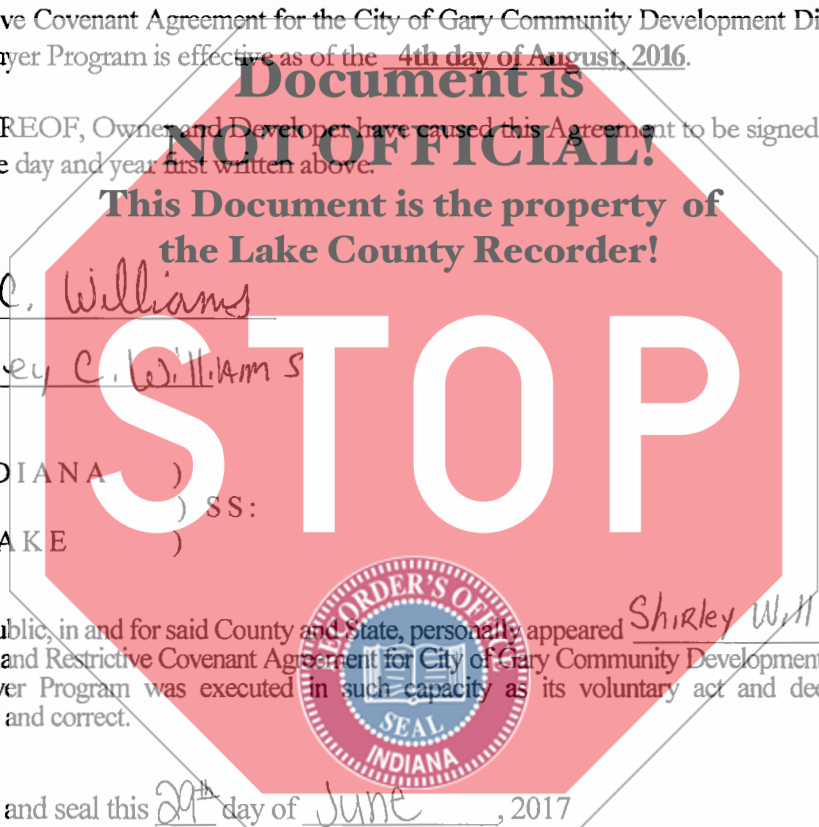 ve Covenant Agreement for the City of Gary Community Development Di
yer Program is effective as of the 4th day of August, 2016.
Document is
REOF, Owner and Developer have caused this Agreement to be signed
NOT OFFICIAL!
e day and year first written above.
This Document is the property of
the Lake County Recorder!
C. Williams
ey C. Williams
STOP
DIANA )
) SS:
AKE )
RECORDER'S OFFICE
ublic, in and for said County and State, personally appeared Shirley Will
and Restrictive Covenant Agreement for City of Gary Community Development
er Program was executed in such capacity as its voluntary act and dee
and correct.
SEAL
INDIANA
and seal this 29th day of June, 2017